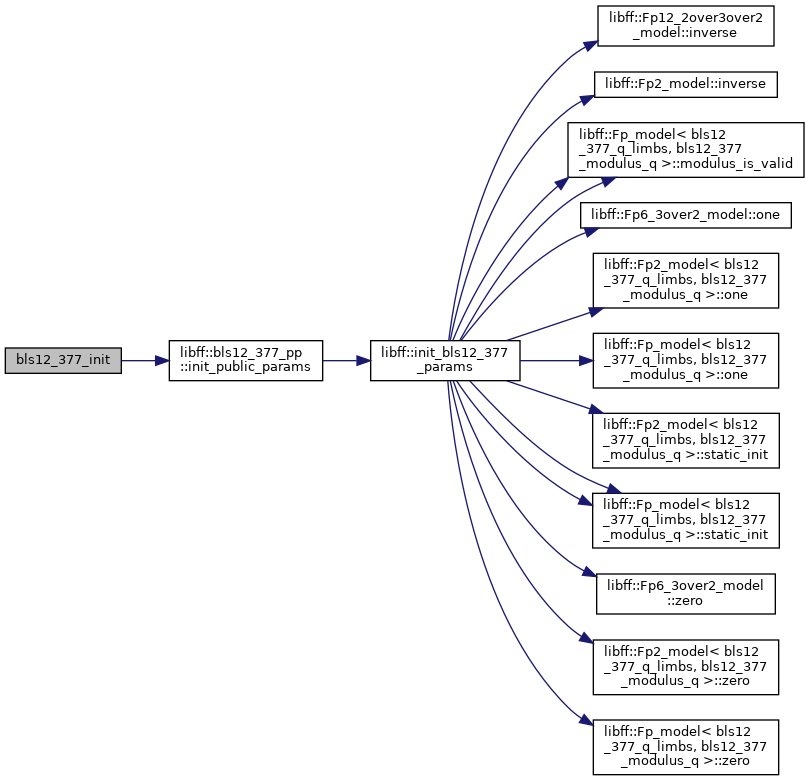 bls12_377_init
libff::bls12_377_pp
::init_public_params
libff::init_bls12_377
_params
libff::Fp12_2over3over2
_model::inverse
libff::Fp2_model::inverse
libff::Fp_model< bls12
_377_q_limbs, bls12_377
_modulus_q >::modulus_is_valid
libff::Fp6_3over2_model::one
libff::Fp2_model< bls12
_377_q_limbs, bls12_377
_modulus_q >::one
libff::Fp_model< bls12
_377_q_limbs, bls12_377
_modulus_q >::one
libff::Fp2_model< bls12
_377_q_limbs, bls12_377
_modulus_q >::static_init
libff::Fp_model< bls12
_377_q_limbs, bls12_377
_modulus_q >::static_init
libff::Fp6_3over2_model
::zero
libff::Fp2_model< bls12
_377_q_limbs, bls12_377
_modulus_q >::zero
libff::Fp_model< bls12
_377_q_limbs, bls12_377
_modulus_q >::zero